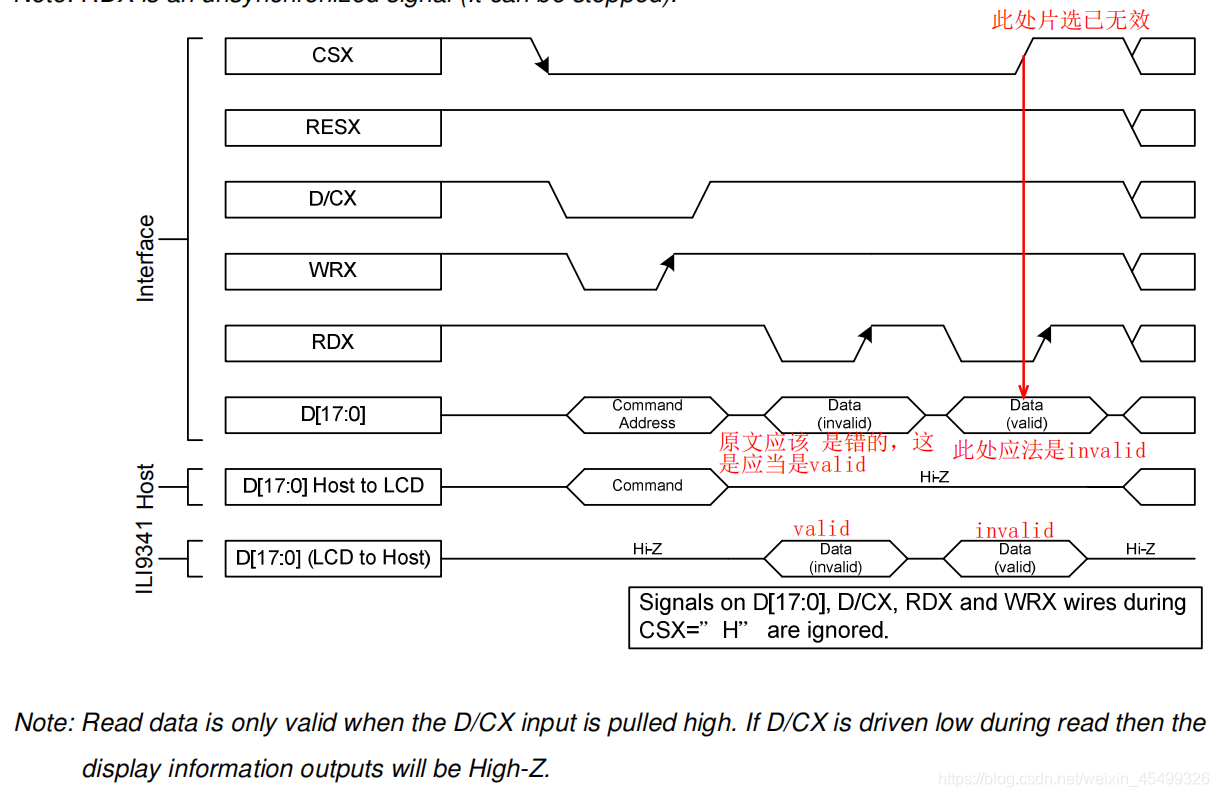 Note: RDX is an unsynchronized signal (it can be stopped).
此处片选已无效
CSX
RESX
D/CX
WRX
RDX
D[17:0]
Command
Address
Data
(invalid)
Data
(valid)
原文应该 是错的，这
是应当是valid
此处应法是invalid
Interface
D[17:0] Host to LCD
Command
Hi-Z
Host
valid
invalid
D[17:0] (LCD to Host)
Hi-Z
Data
(invalid)
Data
(valid)
Hi-Z
ILI9341
Signals on D[17:0], D/CX, RDX and WRX wires during
CSX=”H” are ignored.
Note: Read data is only valid when the D/CX input is pulled high. If D/CX is driven low during read then the
display information outputs will be High-Z.
https://blog.csdn.net/weixin_45499326